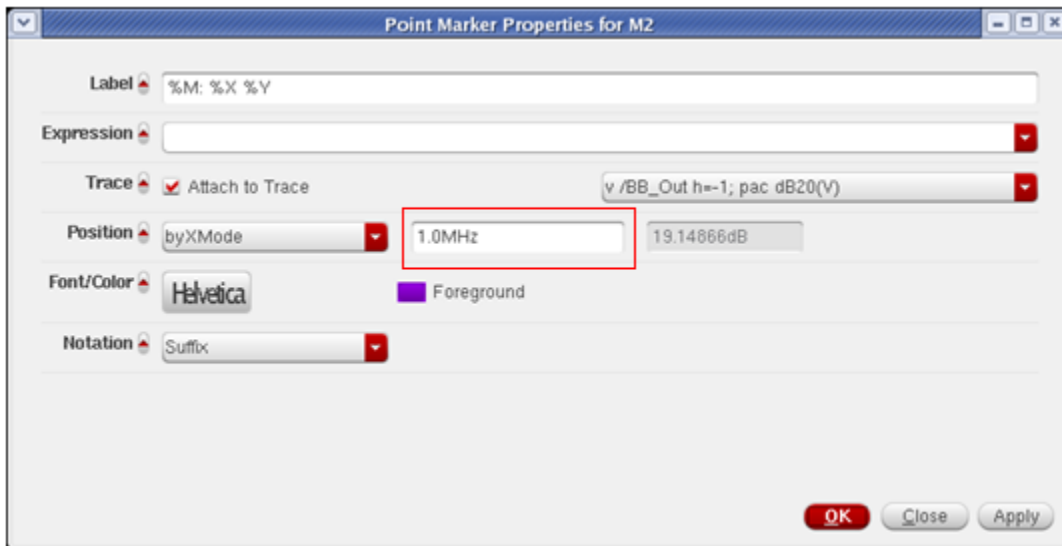 Point Marker Properties for M2
Label %M: %X %Y
Expression
Trace Attach to Trace v /BB_Out h=-1; pac dB20(V)
Position byXMode 1.0MHz 19.14866dB
Font/Color Helvetica Foreground
Notation Suffix
OK Close Apply